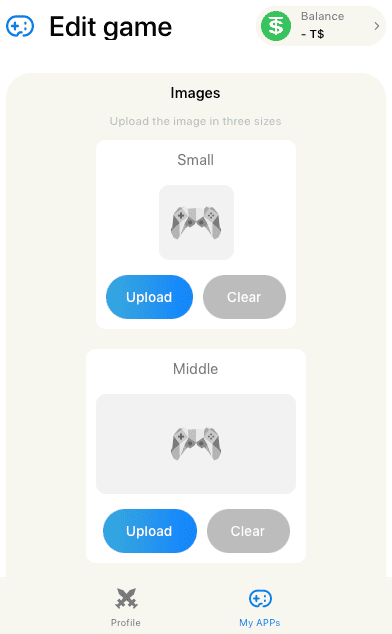 Edit game
Balance
- T$
Images
Upload the image in three sizes
Small
Upload
Clear
Middle
Upload
Clear
Profile
My APPs